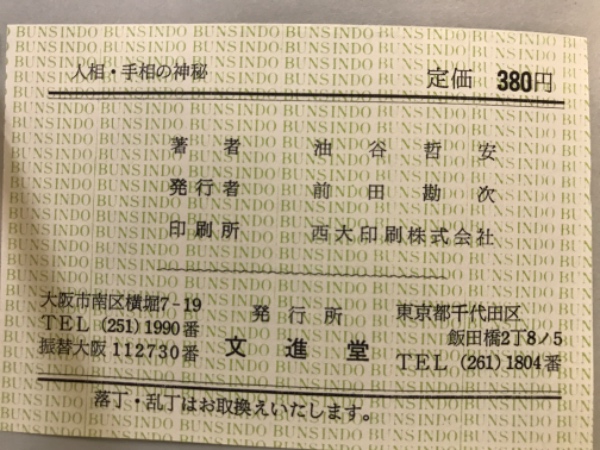 人相・手相の神秘 定価 380円
著者 油谷哲安
発行者 前田勘次
印刷所 西大印刷株式会社
大阪市南区横堀7-19
TEL (251) 1990番
振替大阪 112730番
発行所
文進堂
東京都千代田区
飯田橋2丁8ノ5
TEL (261) 1804番
落丁・乱丁はお取換えいたします。
BUNSINDO